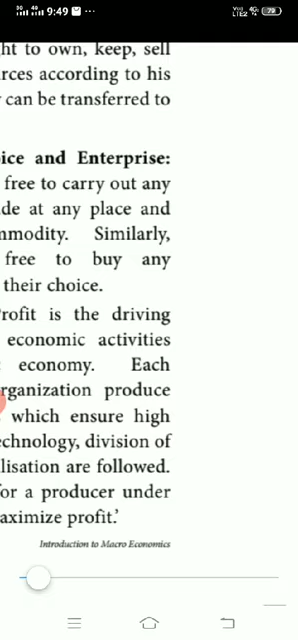 9:49
79
ht to own, keep, sell
rces according to his
can be transferred to
ice and Enterprise:
free to carry out any
de at any place and
mmodity. Similarly,
free to buy any
their choice.
rofit is the driving
economic activities
economy. Each
rganization produce
which ensure high
echnology, division of
lisation are followed.
or a producer under
aximize profit.’
Introduction to Macro Economics